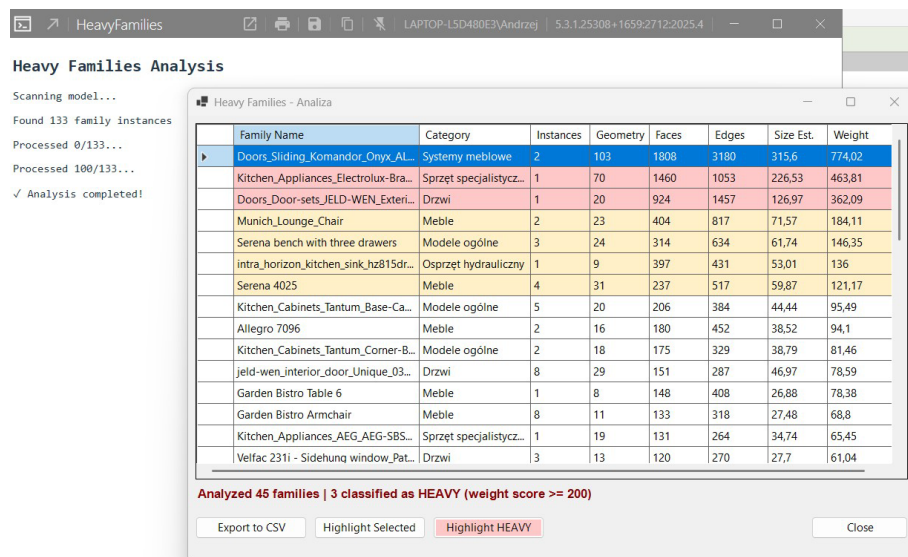 HeavyFamilies LAPTOP-L5D480E3\Andrzej 5.3.1.25308+1659:2712:2025.4
Heavy Families Analysis
Scanning model...
Found 133 family instances
Processed 0/133...
Processed 100/133...
✓ Analysis completed!
Heavy Families - Analiza
Family Name Category Instances Geometry Faces Edges Size Est. Weight
Doors_Sliding_Komandor_Onyx_AL... Systemy meblowe 2 103 1808 3180 315,6 774,02
Kitchen_Appliances_Electrolux-Bra... Sprzęt specjalistycz... 1 70 1460 1053 226,53 463,81
Doors_Door-sets_JELD-WEN_Exteri... Drzwi 1 20 924 1457 126,97 362,09
Munich_Lounge_Chair Meble 2 23 404 817 71,57 184,11
Serena bench with three drawers Modele ogólne 3 24 314 634 61,74 146,35
intra_horizon_kitchen_sink_hz815dr... Osprzęt hydrauliczny 1 9 397 431 53,01 136
Serena 4025 Meble 4 31 237 517 59,87 121,17
Kitchen_Cabinets_Tantum_Base-Ca... Modele ogólne 5 20 206 384 44,44 95,49
Allegro 7096 Meble 2 16 180 452 38,52 94,1
Kitchen_Cabinets_Tantum_Corner-B... Modele ogólne 2 18 175 329 38,79 81,46
jeld-wen_interior_door_Unique_03... Drzwi 8 29 151 287 46,97 78,59
Garden Bistro Table 6 Meble 1 8 148 408 26,88 78,38
Garden Bistro Armchair Meble 8 11 133 318 27,48 68,8
Kitchen_Appliances_AEG_AEG-SBS... Sprzęt specjalistycz... 1 19 131 264 34,74 65,45
Velfac 231i - Sidehung window_Pat... Drzwi 3 13 120 270 27,7 61,04
Analyzed 45 families | 3 classified as HEAVY (weight score >= 200)
Export to CSV Highlight Selected Highlight HEAVY Close